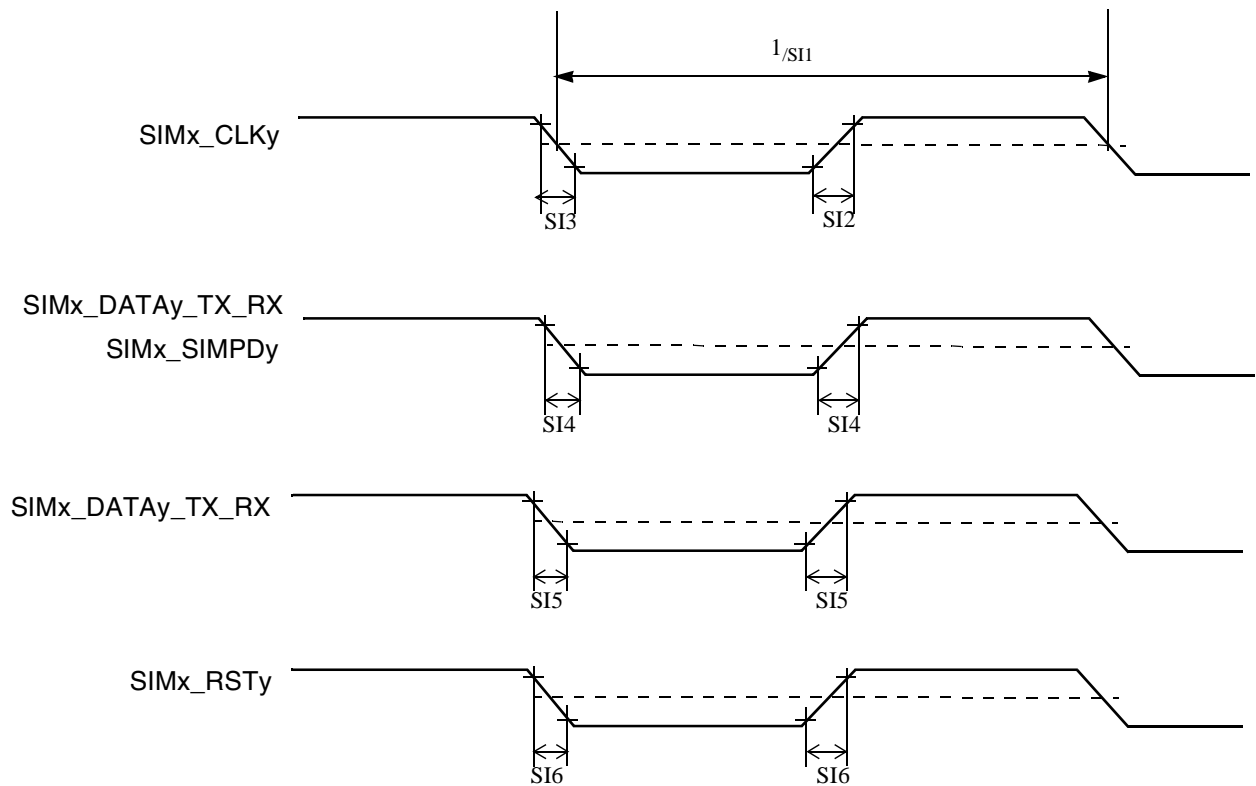 1/SI1
SIMx_CLKy
SI3
SI2
SIMx_DATAy_TX_RX
SIMx_SIMPDy
SI4
SI4
SIMx_DATAy_TX_RX
SI5
SI5
SIMx_RSTy
SI6
SI6